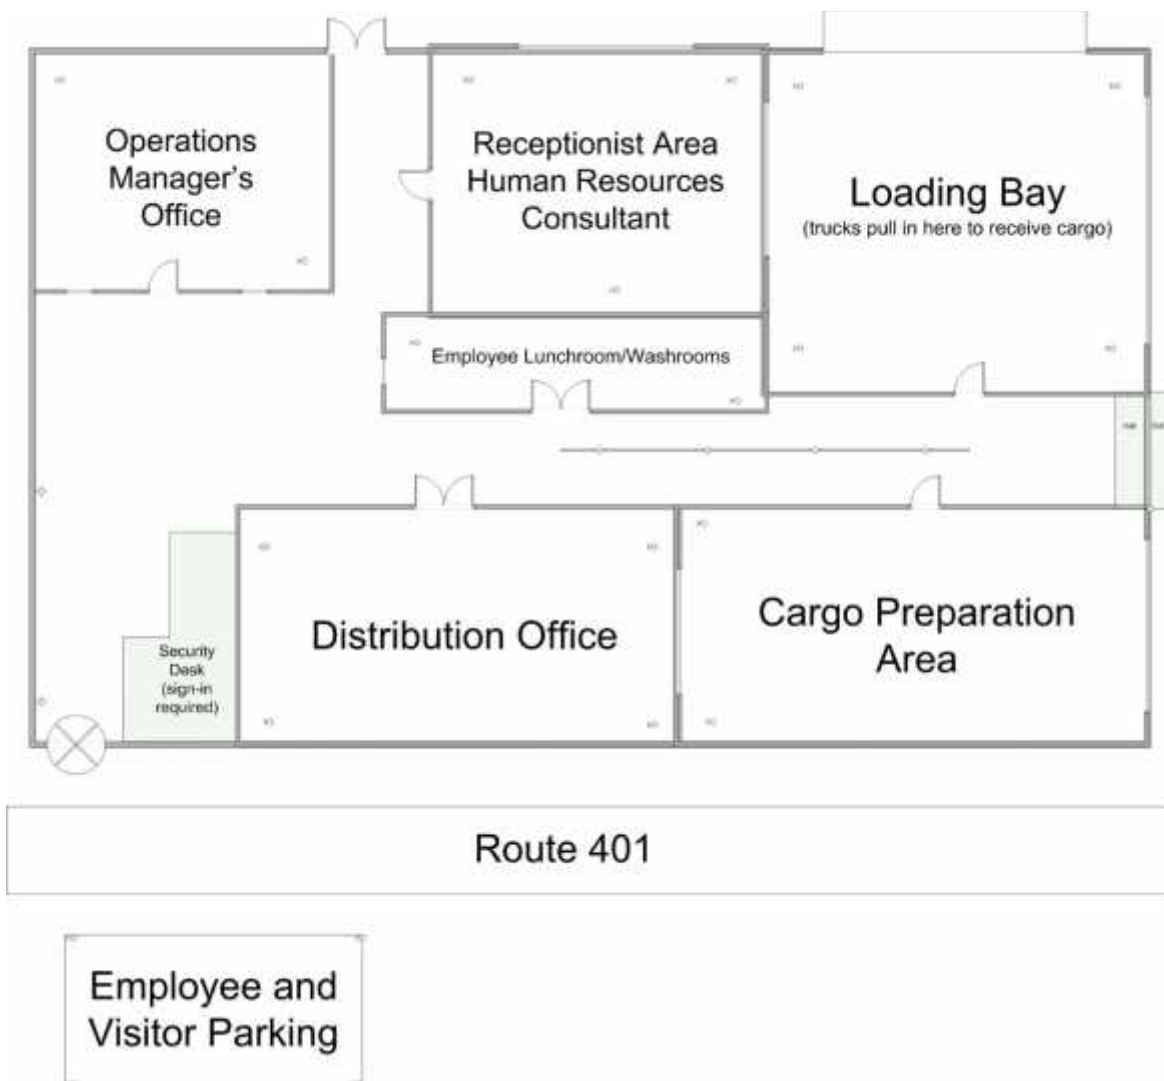 Operations
Manager's
Office
Receptionist Area
Human Resources
Consultant
Loading Bay
(trucks pull in here to receive cargo)
Employee Lunchroom/Washrooms
Distribution Office
Cargo Preparation
Area
Security
Desk
(sign-in
required)
Route 401
Employee and
Visitor Parking